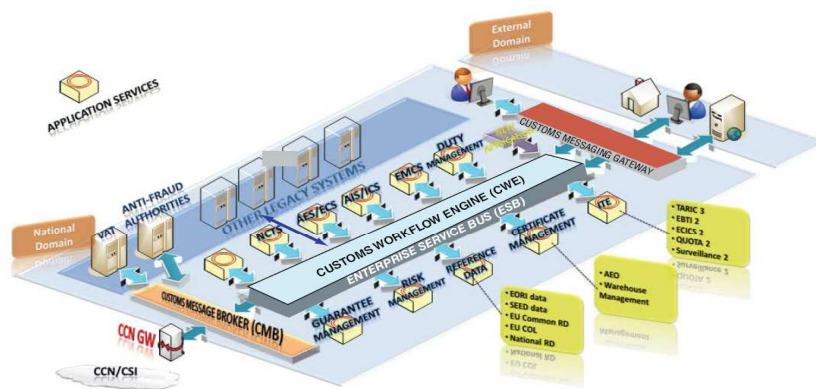 External
Domain
APPLICATION SERVICES
CUSTOMS MESSAGING GATEWAY
DUTY
MANAGEMENT
EMCS
AIS/ICS
AES/ECS
NCTS
OTHER LEGACY SYSTEMS
ANTI-FRAUD
AUTHORITIES
VAT
National
Domain
CUSTOMS WORKFLOW ENGINE (CWE)
ENTERPRISE SERVICE BUS (ESB)
ITE
• TARIC 3
• EBTI 2
• ECICS 2
• QUOTA 2
• Surveillance 2
CERTIFICATE
MANAGEMENT
• AEO
• Warehouse
Management
REFERENCE
DATA
• EORI data
• SEED data
• EU Common RD
• EU COL
• National RD
RISK
MANAGEMENT
GUARANTEE
MANAGEMENT
CUSTOMS MESSAGE BROKER (CMB)
CCN GW
CCN/CSI